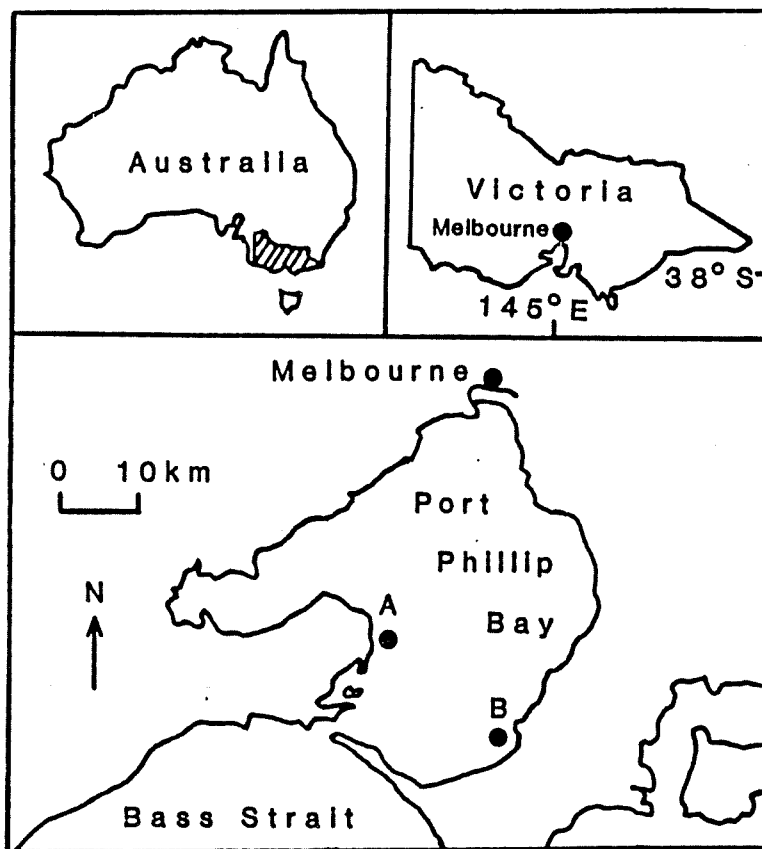 Australia
Victoria
Melbourne
38° S
145° E
Melbourne
0 10km
Port
Phillip
Bay
N
A
B
Bass Strait